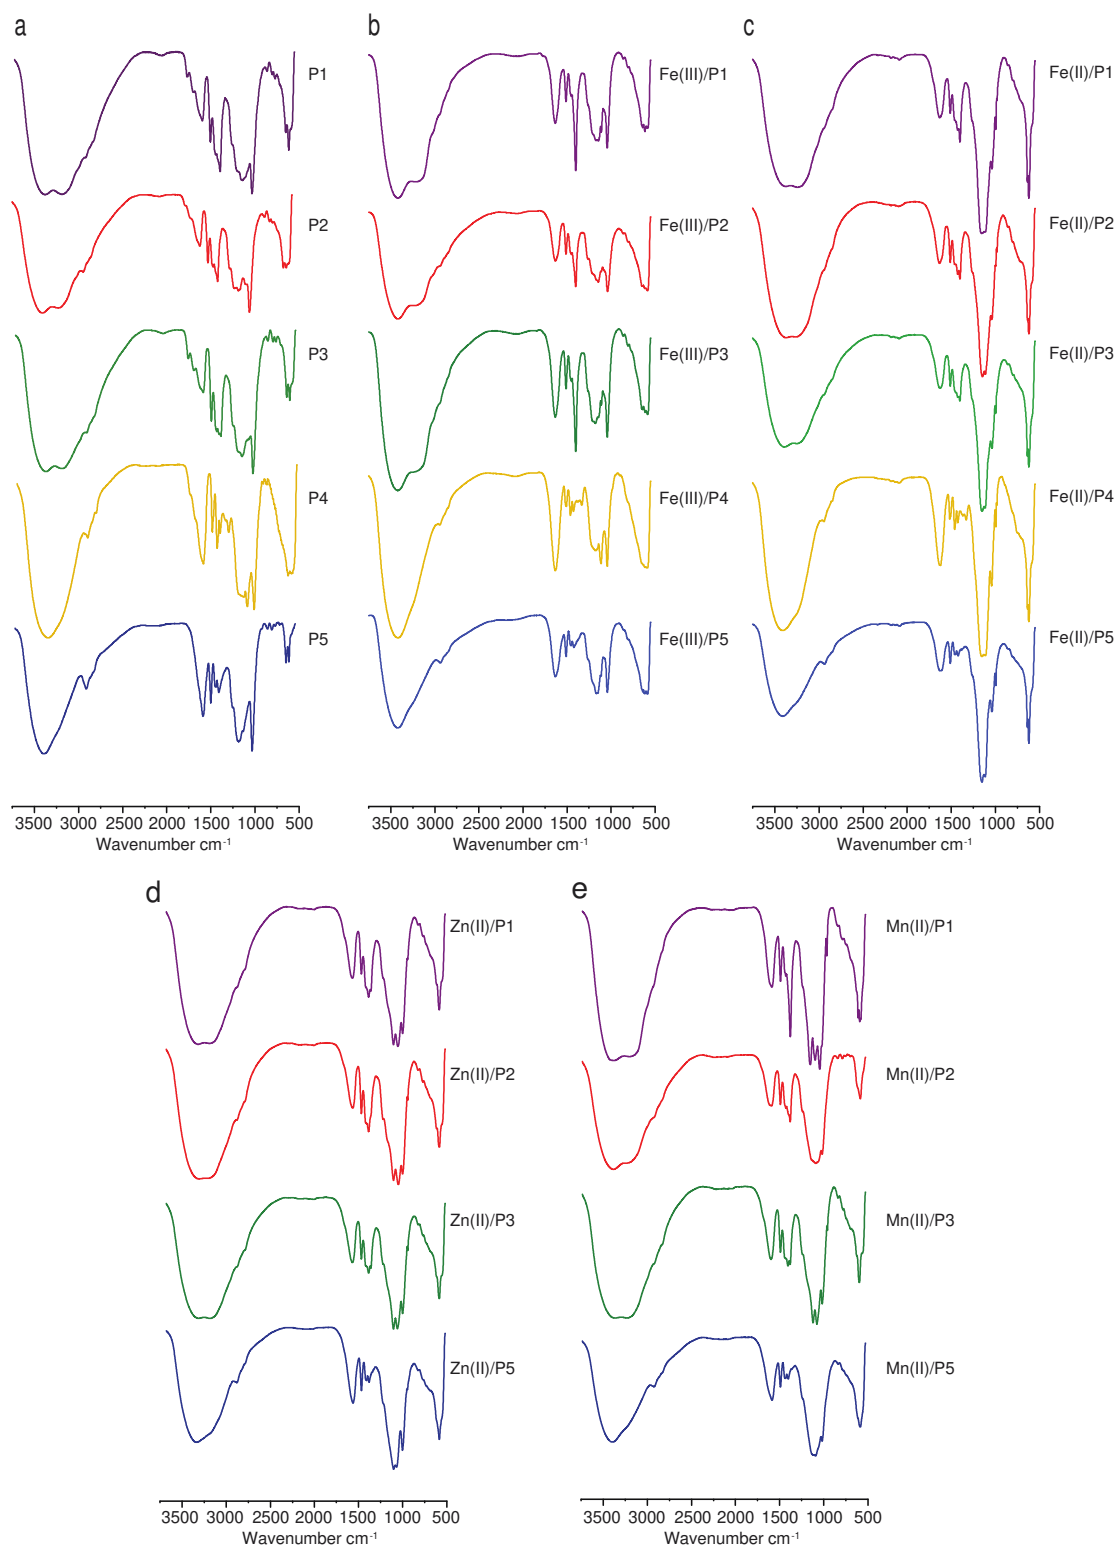 a
b
c
P1
Fe(III)/P1
Fe(II)/P1
P2
Fe(III)/P2
Fe(II)/P2
P3
Fe(III)/P3
Fe(II)/P3
P4
Fe(III)/P4
Fe(II)/P4
P5
Fe(III)/P5
Fe(II)/P5
3500 3000 2500 2000 1500 1000 500
3500 3000 2500 2000 1500 1000 500
3500 3000 2500 2000 1500 1000 500
Wavenumber cm⁻¹
Wavenumber cm⁻¹
Wavenumber cm⁻¹
d
e
Zn(II)/P1
Mn(II)/P1
Zn(II)/P2
Mn(II)/P2
Zn(II)/P3
Mn(II)/P3
Zn(II)/P5
Mn(II)/P5
3500 3000 2500 2000 1500 1000 500
3500 3000 2500 2000 1500 1000 500
Wavenumber cm⁻¹
Wavenumber cm⁻¹